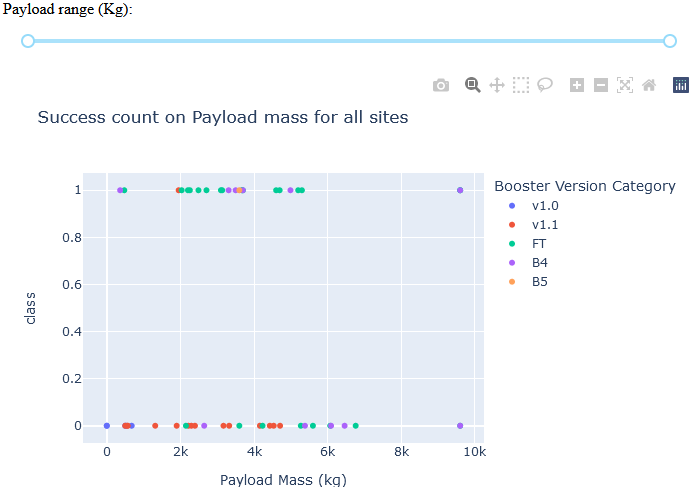 Payload range (Kg):
Success count on Payload mass for all sites
Booster Version Category
v1.0
v1.1
FT
B4
B5
1
0.8
0.6
0.4
0.2
0
class
0 2k 4k 6k 8k 10k
Payload Mass (kg)